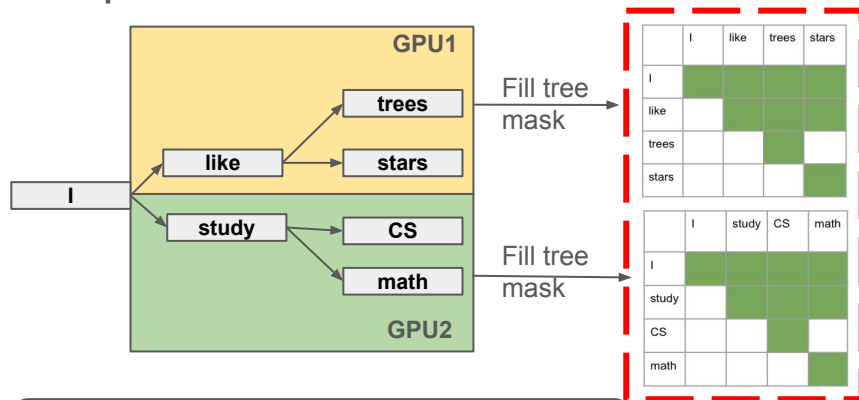 GPU1
trees
Fill tree
mask
like
stars
I
study
CS
math
Fill tree
mask
GPU2
I like trees stars
I
like
trees
stars
I study CS math
I
study
CS
math